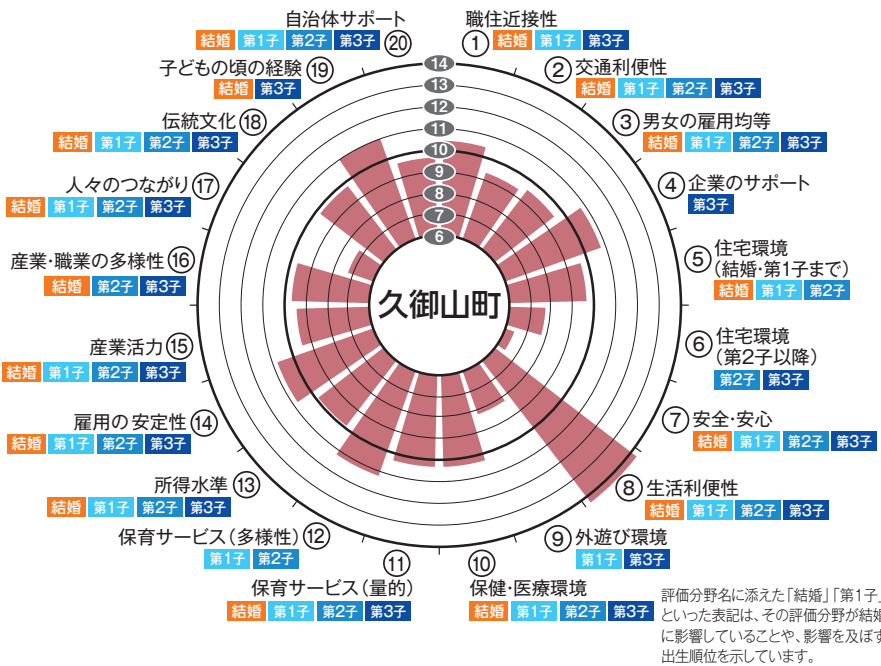 自治体サポート
結婚 第1子 第2子 第3子 ⑳
職住近接性
① 結婚 第1子 第3子
② 交通利便性
結婚 第1子 第2子 第3子
③ 男女の雇用均等
結婚 第1子 第2子 第3子
④ 企業のサポート
第3子
⑤ 住宅環境
(結婚・第1子まで)
結婚 第1子 第2子
⑥ 住宅環境
(第2子以降)
第2子 第3子
⑦ 安全・安心
結婚 第1子 第2子 第3子
⑧ 生活利便性
結婚 第1子 第2子 第3子
⑨ 外遊び環境
第1子 第3子
⑩
保健・医療環境
結婚 第1子 第2子 第3子
⑪
保育サービス(量的)
結婚 第1子 第2子 第3子
保育サービス(多様性) ⑫
第1子 第2子
所得水準 ⑬
結婚 第1子 第2子 第3子
雇用の安定性 ⑭
結婚 第1子 第2子 第3子
産業活力 ⑮
結婚 第1子 第2子 第3子
産業・職業の多様性 ⑯
結婚 第2子 第3子
人々のつながり ⑰
結婚 第1子 第2子 第3子
伝統文化 ⑱
結婚 第1子 第2子 第3子
子どもの頃の経験 ⑲
結婚 第3子
14
13
12
11
10
9
8
7
6
久御山町
評価分野名に添えた「結婚」「第1子」
といった表記は、その評価分野が結婚
に影響していることや、影響を及ぼす
出生順位を示しています。